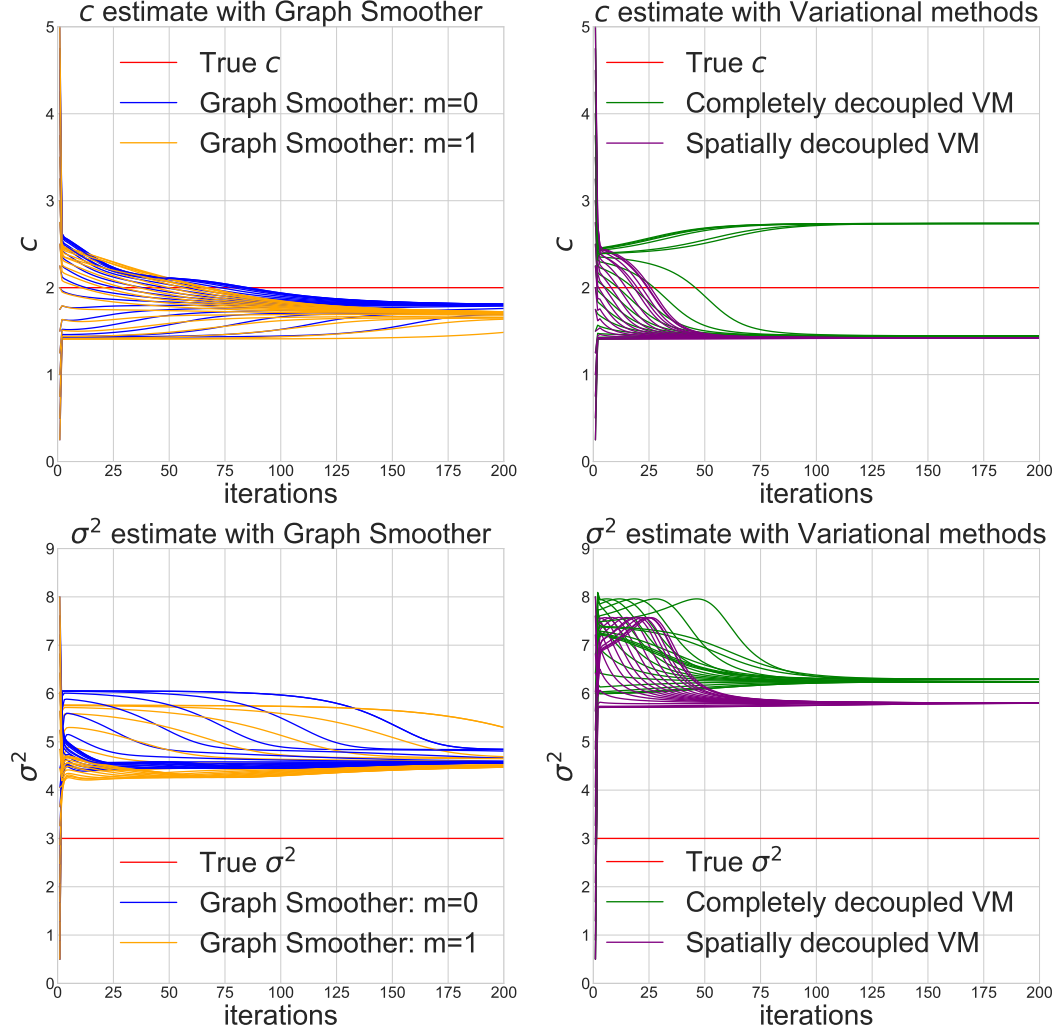 c estimate with Graph Smoother
5
4
3
2
1
0
c
True c
Graph Smoother: m=0
Graph Smoother: m=1
0 25 50 75 100 125 150 175 200
iterations
c estimate with Variational methods
5
4
3
2
1
0
c
True c
Completely decoupled VM
Spatially decoupled VM
0 25 50 75 100 125 150 175 200
iterations
σ² estimate with Graph Smoother
9
8
7
6
5
4
3
2
1
0
σ²
True σ²
Graph Smoother: m=0
Graph Smoother: m=1
0 25 50 75 100 125 150 175 200
iterations
σ² estimate with Variational methods
9
8
7
6
5
4
3
2
1
0
σ²
True σ²
Completely decoupled VM
Spatially decoupled VM
0 25 50 75 100 125 150 175 200
iterations